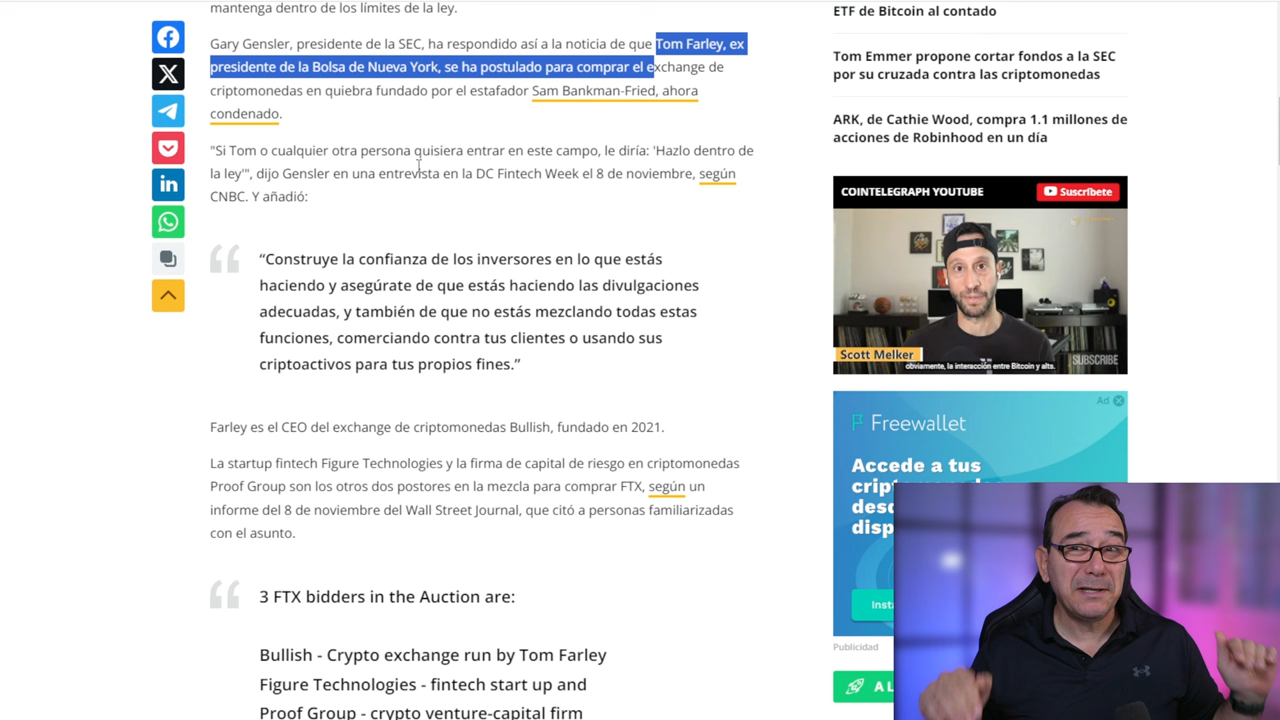 mantenga dentro de los límites de la ley.
Gary Gensler, presidente de la SEC, ha respondido así a la noticia de que Tom Farley, ex
presidente de la Bolsa de Nueva York, se ha postulado para comprar el exchange de
criptomonedas en quiebra fundado por el estafador Sam Bankman-Fried, ahora
condenado.
"Si Tom o cualquier otra persona quisiera entrar en este campo, le diría: 'Hazlo dentro de
la ley'", dijo Gensler en una entrevista en la DC Fintech Week el 8 de noviembre, según
CNBC. Y añadió:
“Construye la confianza de los inversores en lo que estás
haciendo y asegúrate de que estás haciendo las divulgaciones
adecuadas, y también de que no estás mezclando todas estas
funciones, comerciando contra tus clientes o usando sus
criptoactivos para tus propios fines.”
Farley es el CEO del exchange de criptomonedas Bullish, fundado en 2021.
La startup fintech Figure Technologies y la firma de capital de riesgo en criptomonedas
Proof Group son los otros dos postores en la mezcla para comprar FTX, según un
informe del 8 de noviembre del Wall Street Journal, que citó a personas familiarizadas
con el asunto.
3 FTX bidders in the Auction are:
Bullish - Crypto exchange run by Tom Farley
Figure Technologies - fintech start up and
Proof Group - crypto venture-capital firm
ETF de Bitcoin al contado
Tom Emmer propone cortar fondos a la SEC
por su cruzada contra las criptomonedas
ARK, de Cathie Wood, compra 1.1 millones de
acciones de Robinhood en un día
COINTELEGRAPH YOUTUBE
Suscríbete
Scott Melker
obviamente, la interacción entre Bitcoin y alts.
SUBSCRIBE
Ad
Freewallet
Accede a tus
Publicidad